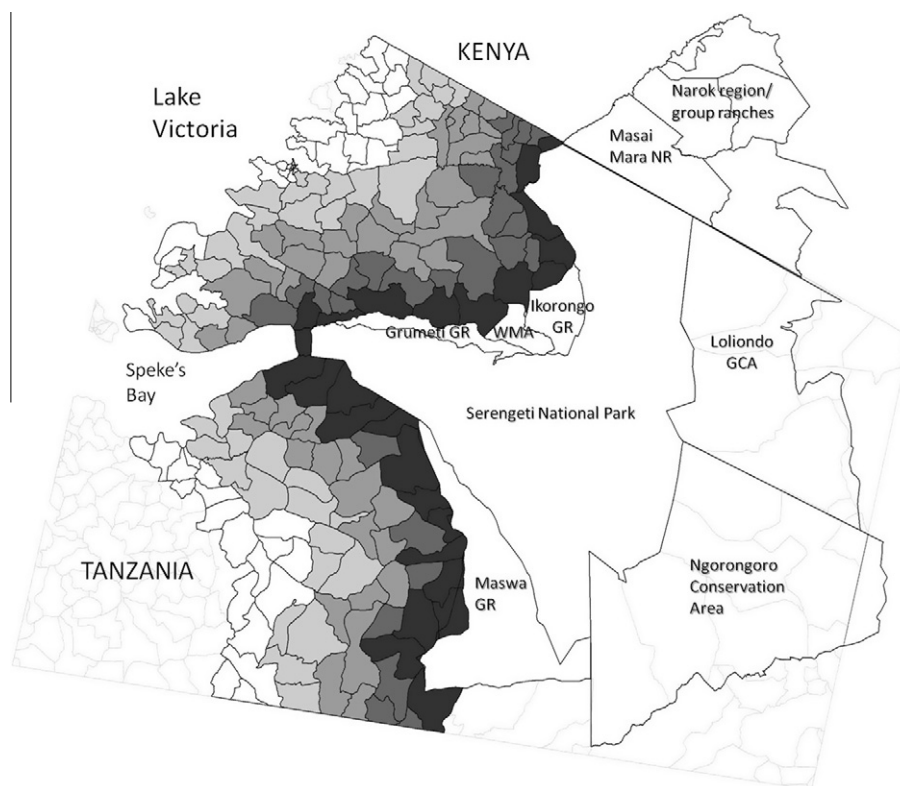 KENYA
Lake
Victoria
Narok region/
group ranches
Masai
Mara NR
Ikorongo
GR
Grumeti GR
WMA
Loliondo
GCA
Speke's
Bay
Serengeti National Park
TANZANIA
Maswa
GR
Ngorongoro
Conservation
Area